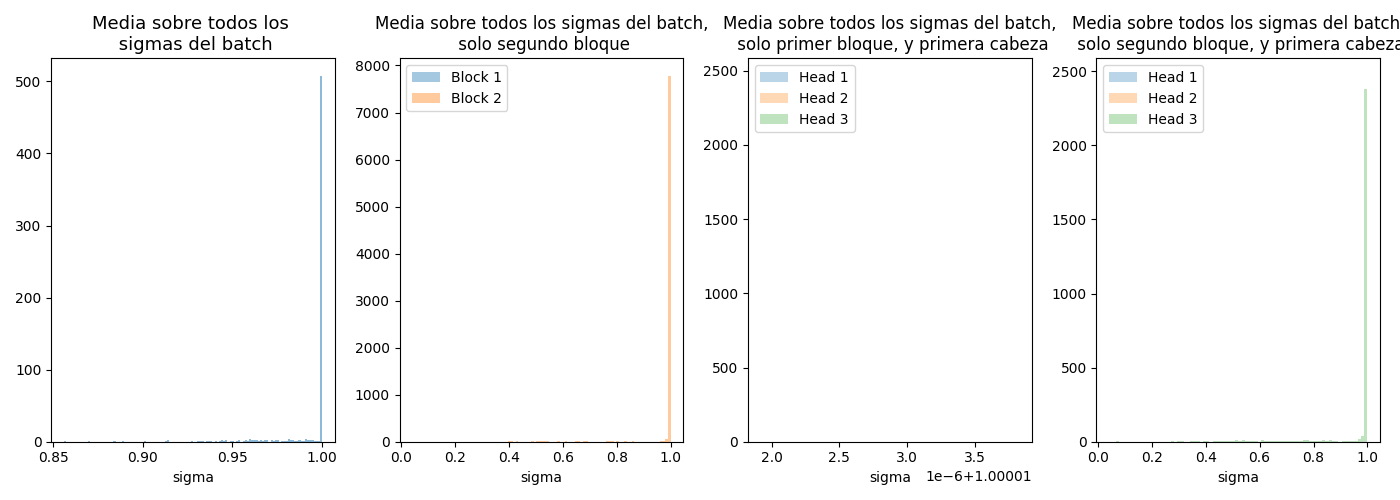 Media sobre todos los
sigmas del batch
500
400
300
200
100
0
0.85
0.90
0.95
1.00
sigma
Media sobre todos los sigmas del batch,
solo segundo bloque
Block 1
Block 2
8000
7000
6000
5000
4000
3000
2000
1000
0
0.0
0.2
0.4
0.6
0.8
1.0
sigma
Media sobre todos los sigmas del batch,
solo primer bloque, y primera cabeza
Head 1
Head 2
Head 3
2500
2000
1500
1000
500
0
2.0
2.5
3.0
3.5
sigma
1e−6+1.00001
Media sobre todos los sigmas del batch
solo segundo bloque, y primera cabeza
Head 1
Head 2
Head 3
2500
2000
1500
1000
500
0
0.0
0.2
0.4
0.6
0.8
1.0
sigma